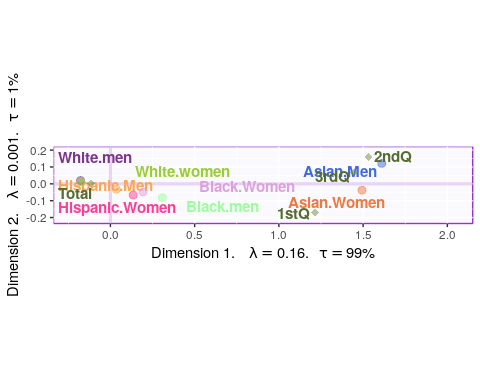 Dimension 2.   λ = 0.001.   τ = 1%
0.2
0.1
0.0
-0.1
-0.2
White.men
White.women
Hispanic.Men
Total
Hispanic.Women
Black.Women
Black.men
2ndQ
Asian.Men
3rdQ
Asian.Women
1stQ
0.0 0.5 1.0 1.5 2.0
Dimension 1.   λ = 0.16.   τ = 99%